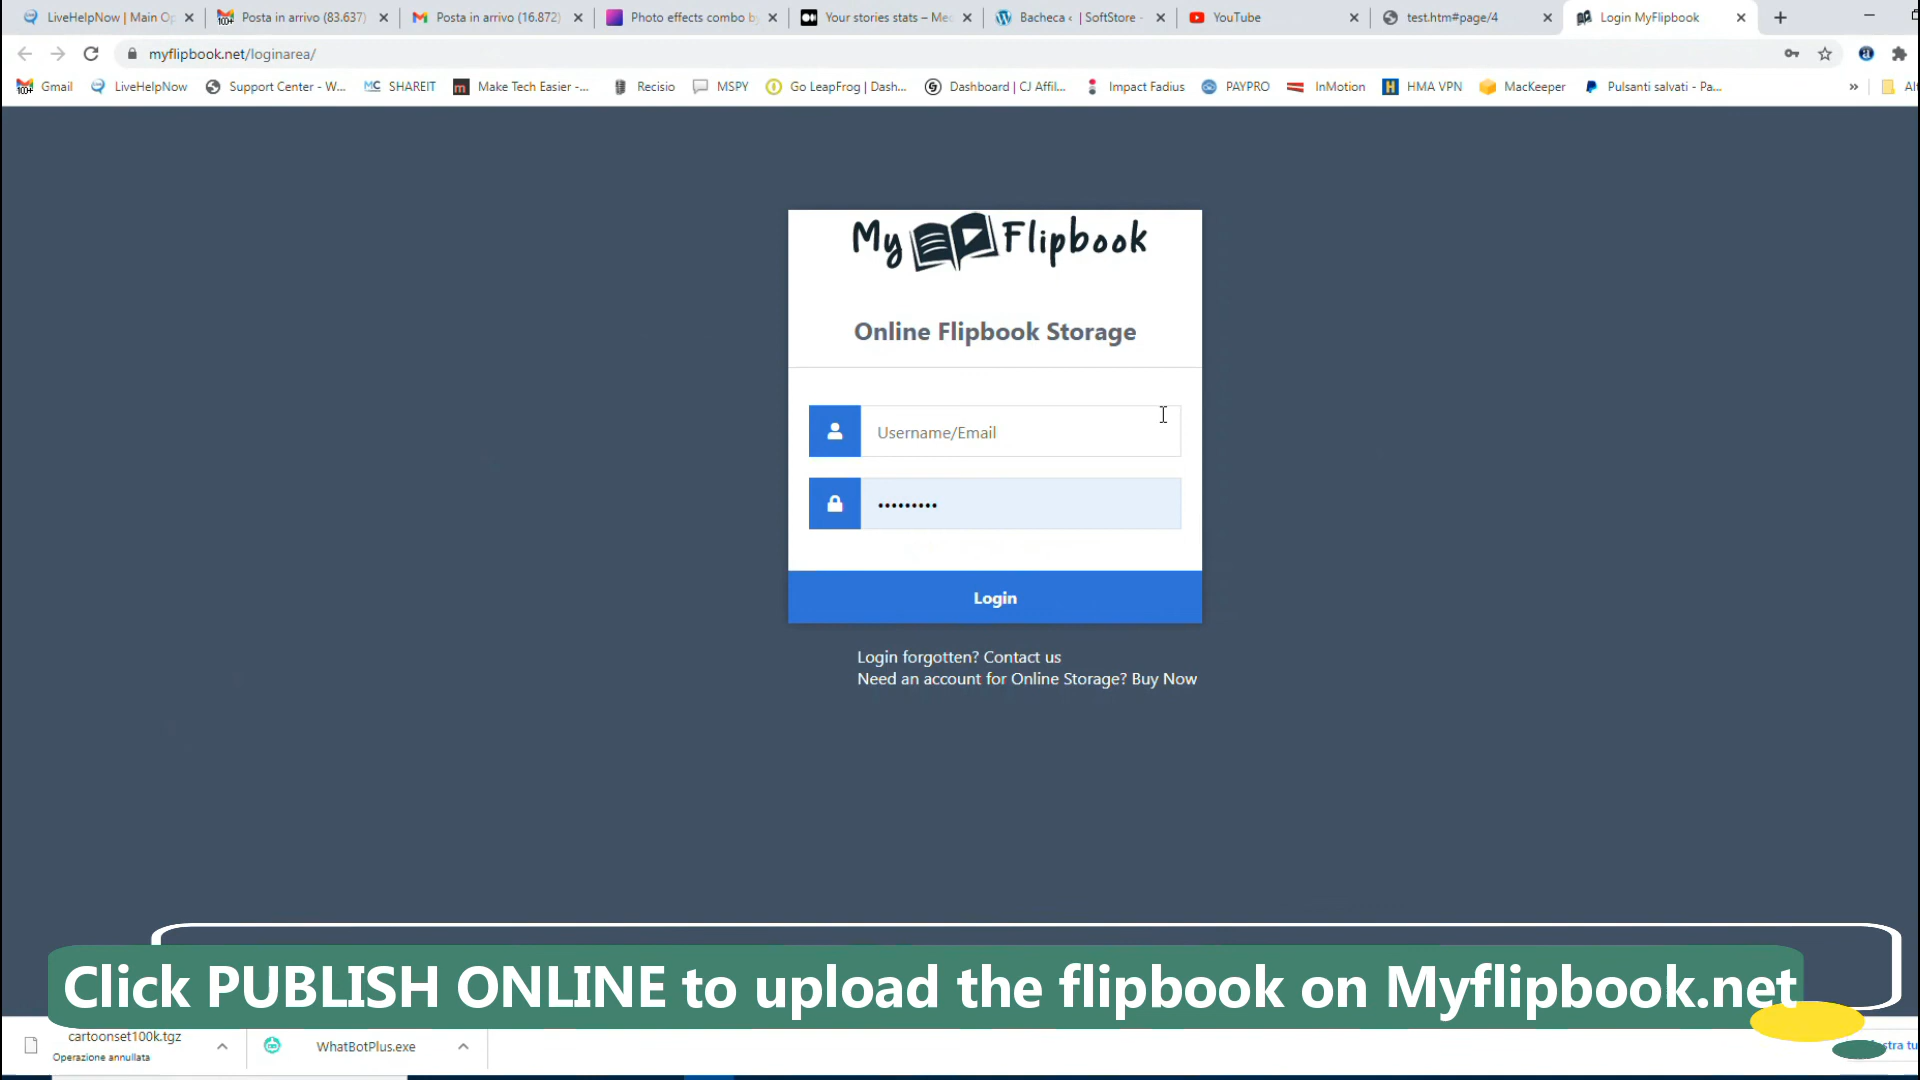 LiveHelpNow | Main Op
Posta in arrivo (83.637)
Posta in arrivo (16.872)
Photo effects combo by
Your stories stats – Med
Bacheca ‹ | SoftStore -
YouTube
test.htm#page/4
Login MyFlipbook
myflipbook.net/loginarea/
Gmail
LiveHelpNow
Support Center - W...
MC SHAREIT
Make Tech Easier -...
Recisio
MSPY
Go LeapFrog | Dash...
Dashboard | CJ Affil...
Impact Fadius
PAYPRO
InMotion
HMA VPN
MacKeeper
Pulsanti salvati - Pa...
My Flipbook
Online Flipbook Storage
Username/Email
Login
Login forgotten? Contact us
Need an account for Online Storage? Buy Now
Click PUBLISH ONLINE to upload the flipbook on Myflipbook.net
cartoonset100k.tgz
Operazione annullata
WhatBotPlus.exe